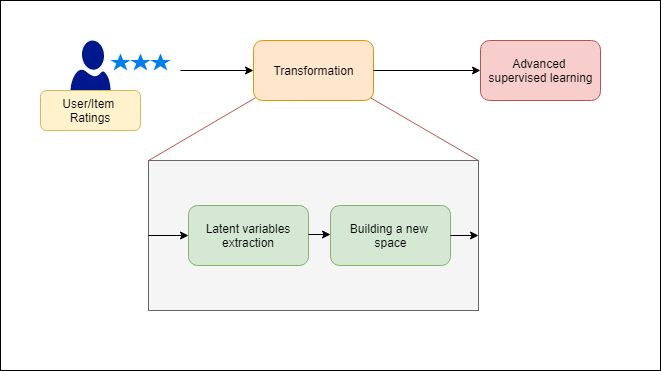 User/Item
Ratings
Transformation
Advanced
supervised learning
Latent variables
extraction
Building a new
space